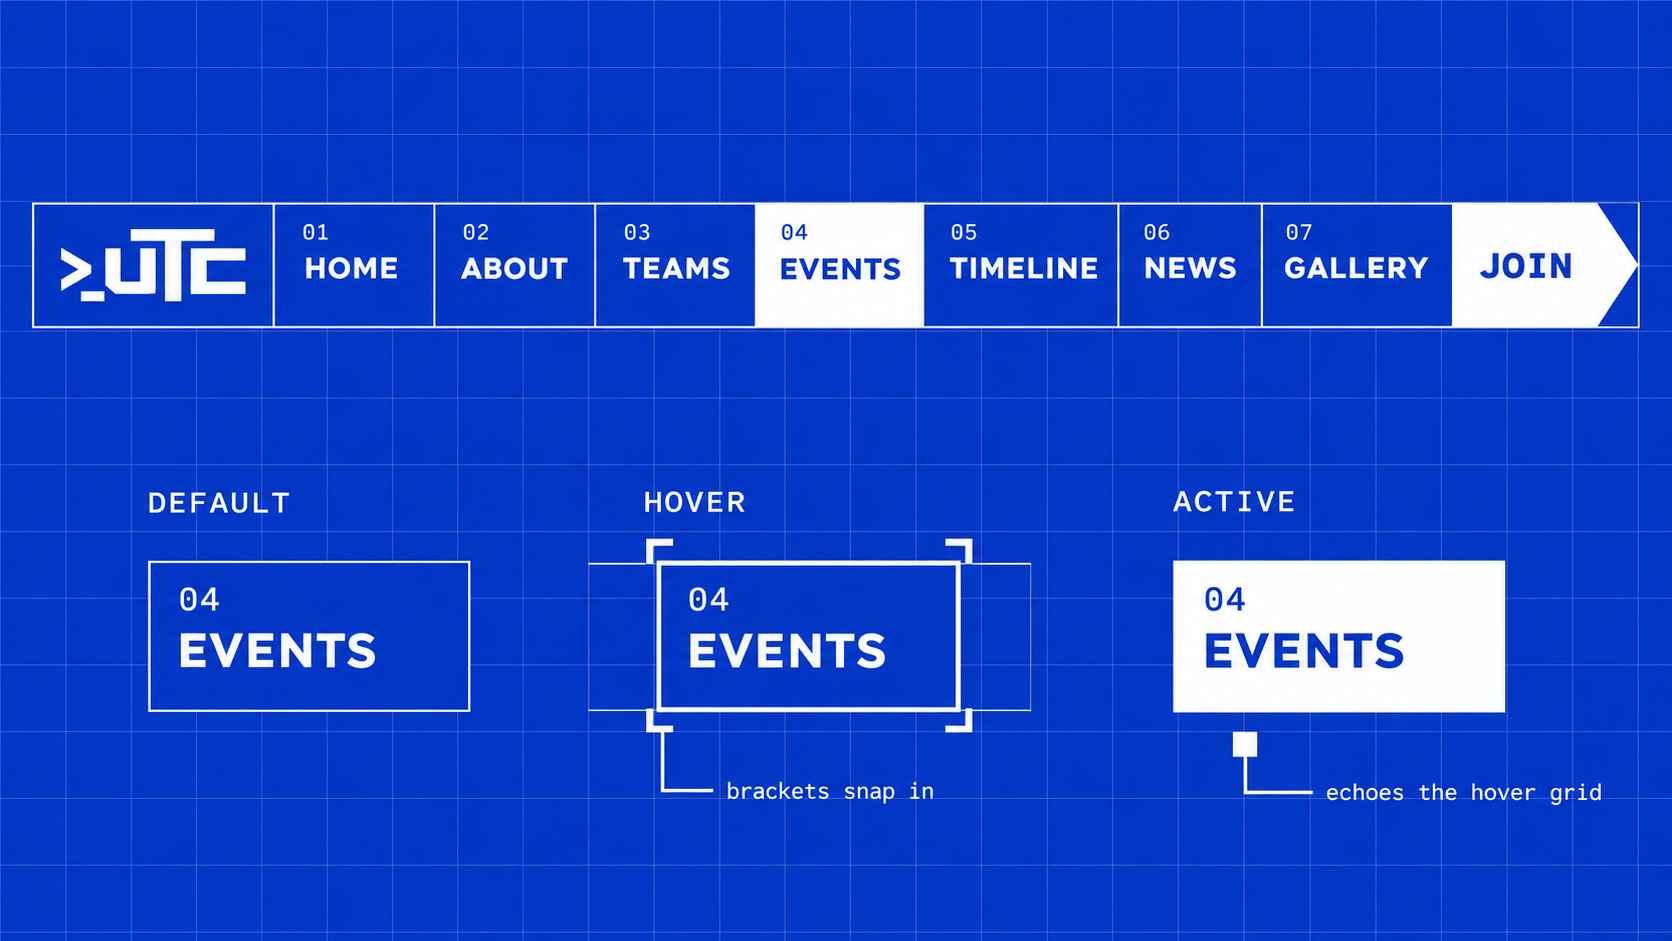 >_UTC
01
HOME
02
ABOUT
03
TEAMS
04
EVENTS
05
TIMELINE
06
NEWS
07
GALLERY
JOIN
DEFAULT
04
EVENTS
HOVER
04
EVENTS
brackets snap in
ACTIVE
04
EVENTS
echoes the hover grid